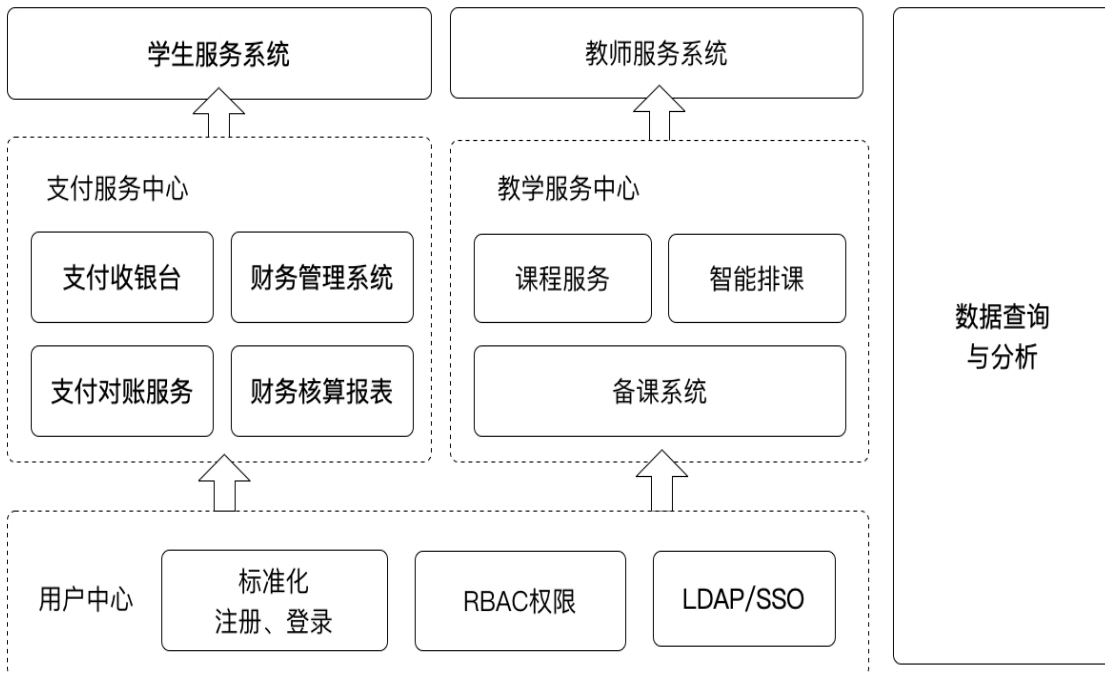 学生服务系统
教师服务系统
支付服务中心
支付收银台
财务管理系统
支付对账服务
财务核算报表
教学服务中心
课程服务
智能排课
备课系统
用户中心
标准化
注册、登录
RBAC权限
LDAP/SSO
数据查询
与分析